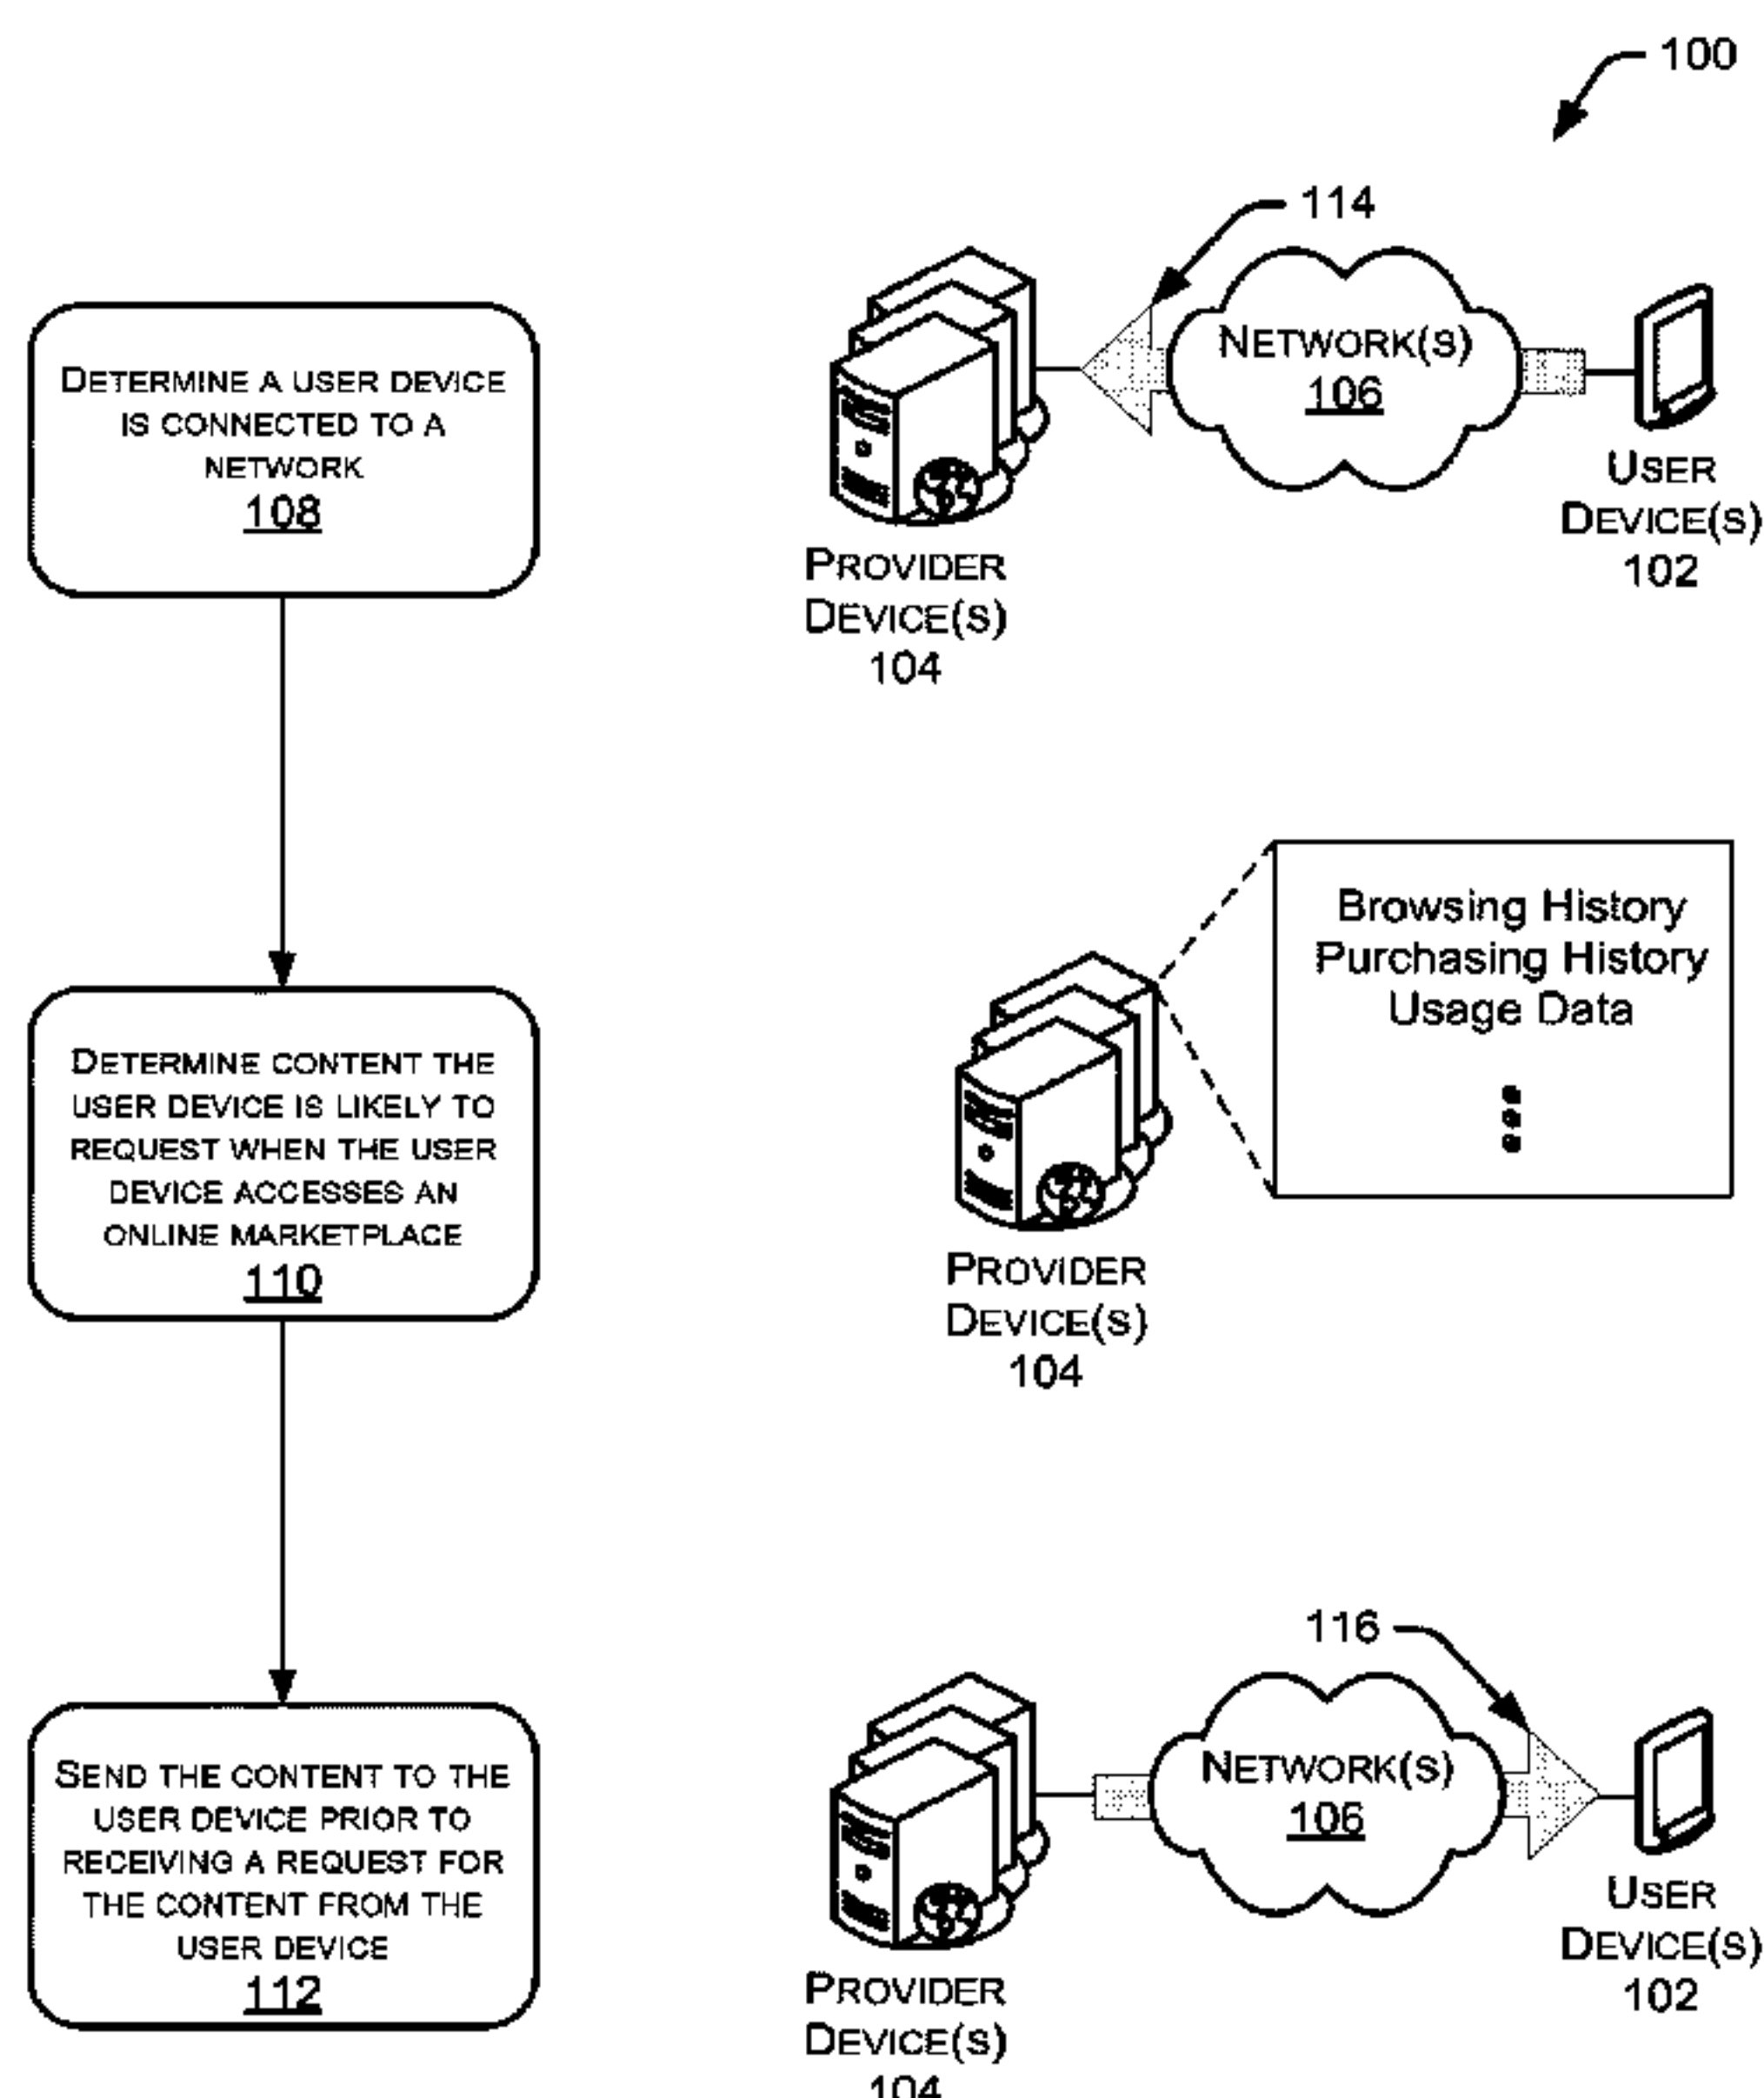 100
114
DETERMINE A USER DEVICE
IS CONNECTED TO A
NETWORK
108
NETWORK(S)
106
USER
DEVICE(S)
102
PROVIDER
DEVICE(S)
104
DETERMINE CONTENT THE
USER DEVICE IS LIKELY TO
REQUEST WHEN THE USER
DEVICE ACCESSES AN
ONLINE MARKETPLACE
110
Browsing History
Purchasing History
Usage Data
PROVIDER
DEVICE(S)
104
SEND THE CONTENT TO THE
USER DEVICE PRIOR TO
RECEIVING A REQUEST FOR
THE CONTENT FROM THE
USER DEVICE
112
116
NETWORK(S)
106
USER
DEVICE(S)
102
PROVIDER
DEVICE(S)
104